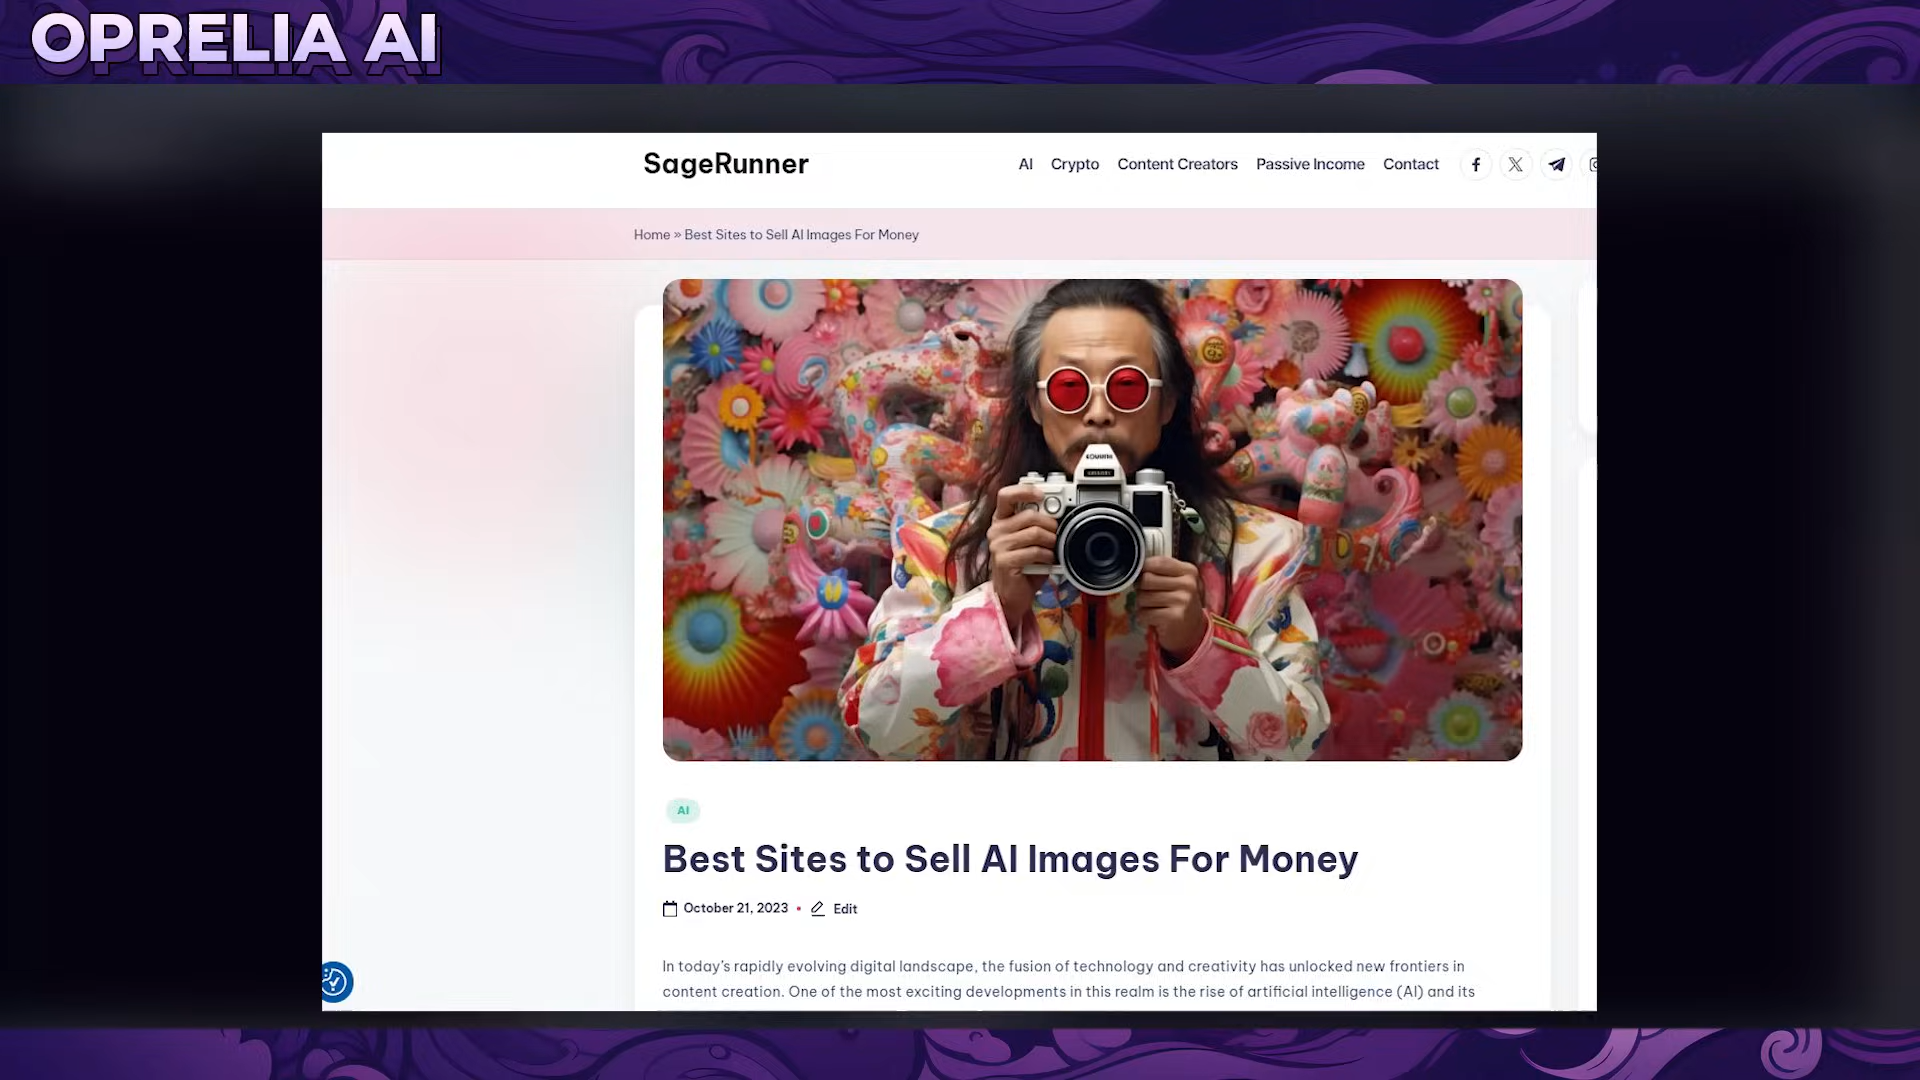 OPRELIA AI
SageRunner
AI Crypto Content Creators Passive Income Contact
Home » Best Sites to Sell AI Images For Money
AI
Best Sites to Sell AI Images For Money
October 21, 2023 • Edit
In today's rapidly evolving digital landscape, the fusion of technology and creativity has unlocked new frontiers in
content creation. One of the most exciting developments in this realm is the rise of artificial intelligence (AI) and its